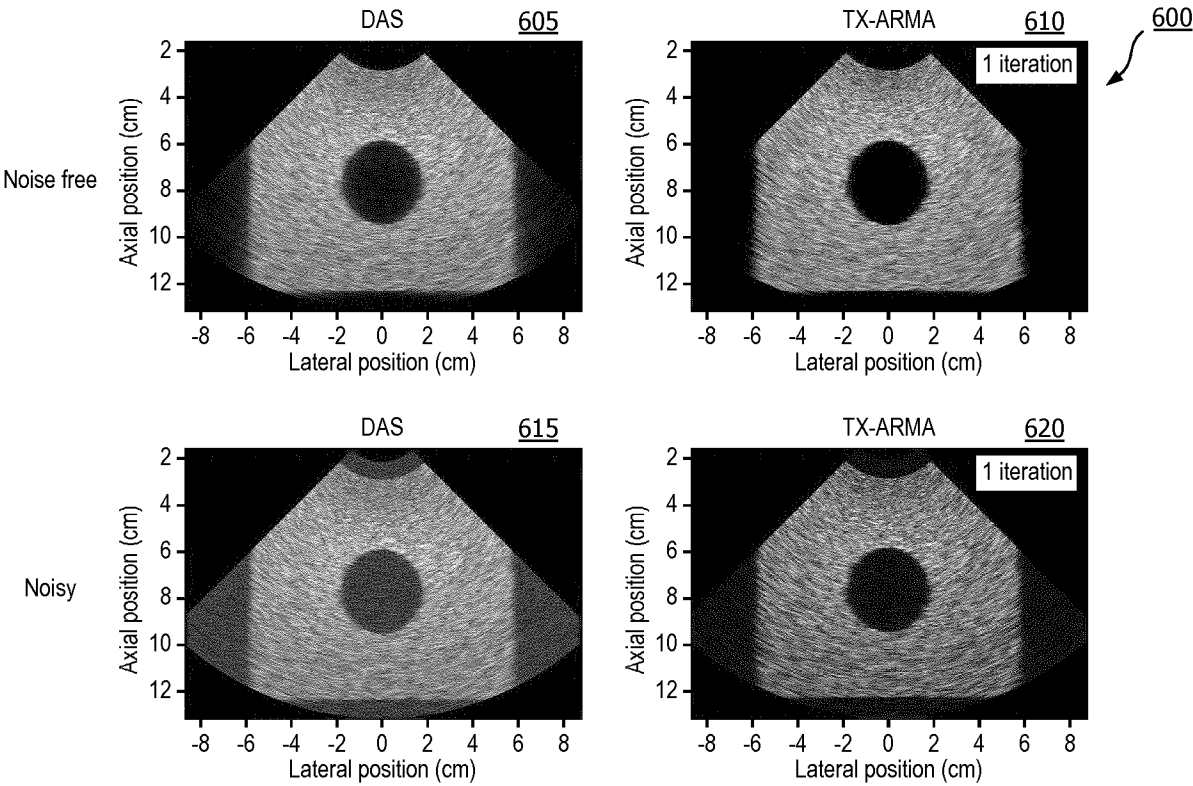 DAS 605 TX-ARMA 610 600
2 2 1 iteration
4 4
6 6
8 8
10 10
12 12
Axial position (cm) Axial position (cm)
Noise free
-8 -6 -4 -2 0 2 4 6 8 -8 -6 -4 -2 0 2 4 6 8
Lateral position (cm) Lateral position (cm)
DAS 615 TX-ARMA 620
2 2 1 iteration
4 4
6 6
8 8
10 10
12 12
Axial position (cm) Axial position (cm)
Noisy
-8 -6 -4 -2 0 2 4 6 8 -8 -6 -4 -2 0 2 4 6 8
Lateral position (cm) Lateral position (cm)